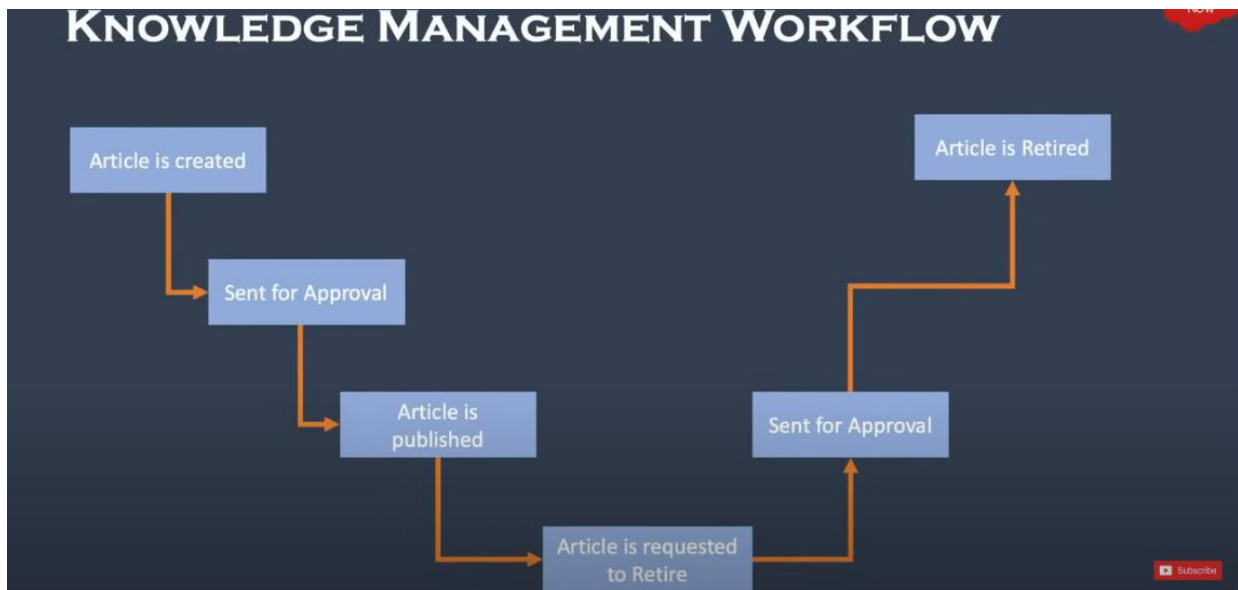 KNOWLEDGE MANAGEMENT WORKFLOW
Now
Article is created
Sent for Approval
Article is
published
Article is requested
to Retire
Sent for Approval
Article is Retired
Subscribe